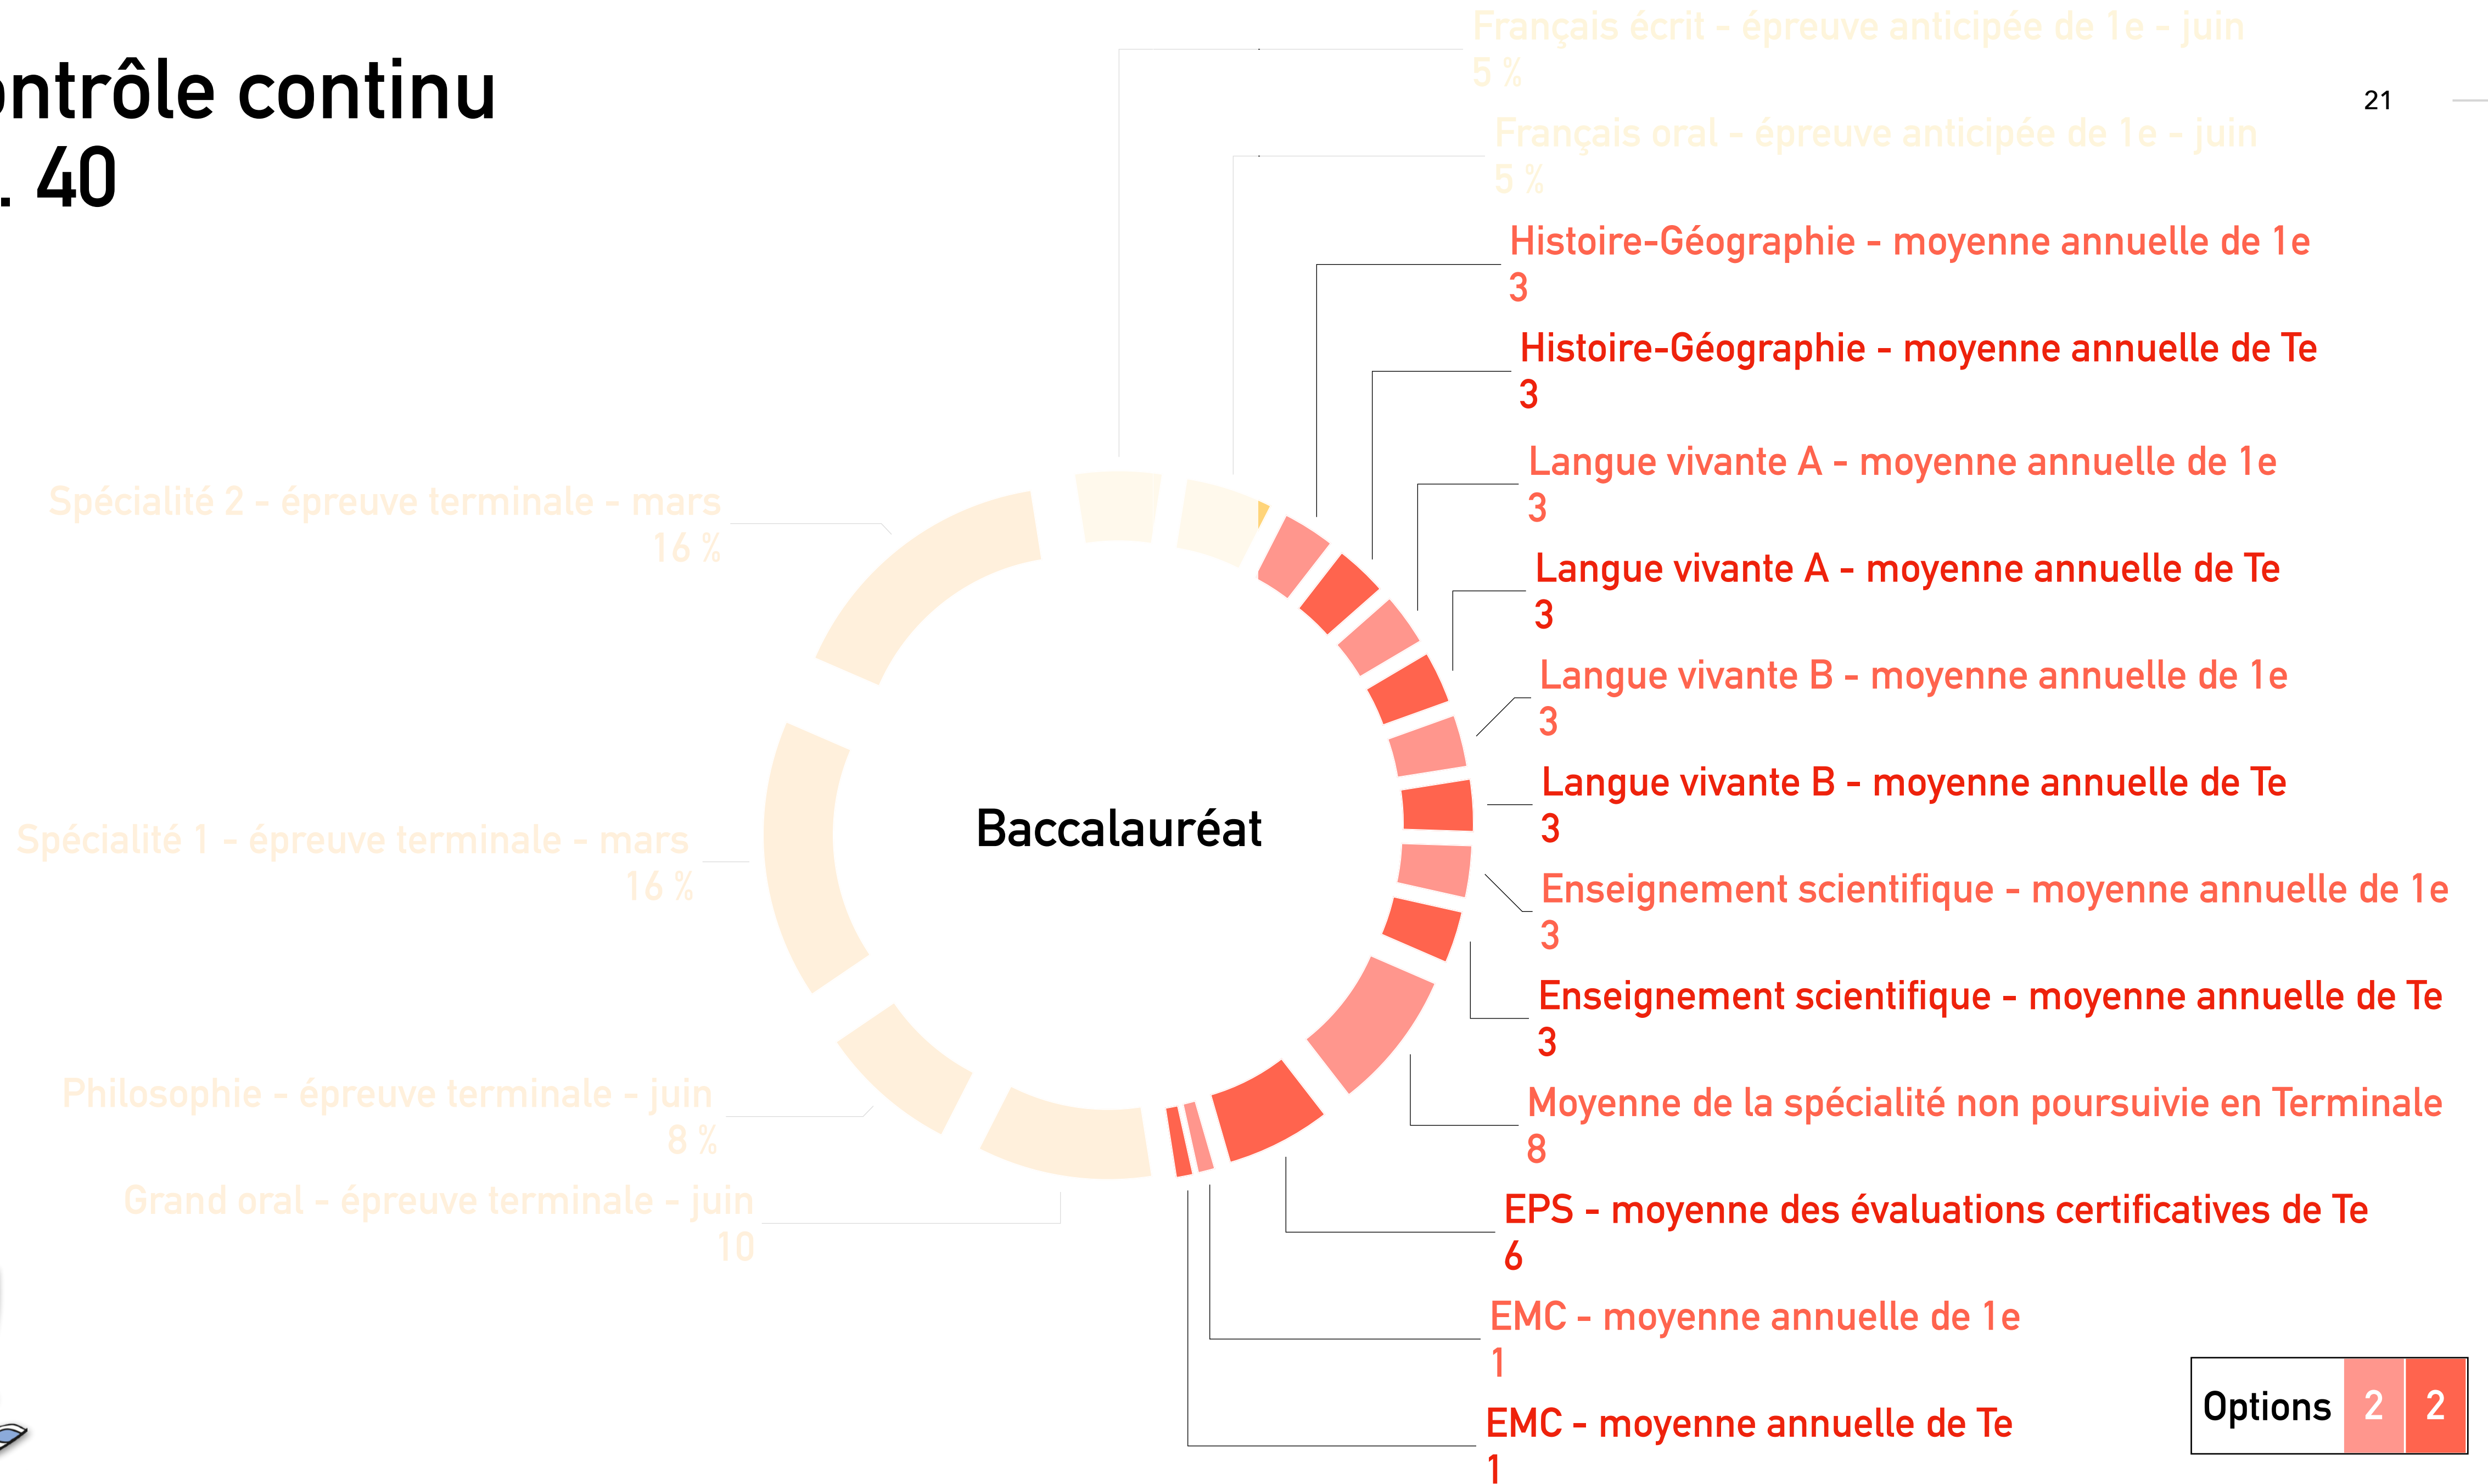 ontrôle continu
. 40
21
Français écrit - épreuve anticipée de 1e - juin
5 %
Français oral - épreuve anticipée de 1e - juin
5 %
Histoire-Géographie - moyenne annuelle de 1e
3
Histoire-Géographie - moyenne annuelle de Te
3
Langue vivante A - moyenne annuelle de 1e
3
Langue vivante A - moyenne annuelle de Te
3
Langue vivante B - moyenne annuelle de 1e
3
Langue vivante B - moyenne annuelle de Te
3
Enseignement scientifique - moyenne annuelle de 1e
3
Enseignement scientifique - moyenne annuelle de Te
3
Moyenne de la spécialité non poursuivie en Terminale
8
EPS - moyenne des évaluations certificatives de Te
6
EMC - moyenne annuelle de 1e
1
EMC - moyenne annuelle de Te
1
Spécialité 2 - épreuve terminale - mars
16 %
Spécialité 1 - épreuve terminale - mars
16 %
Philosophie - épreuve terminale - juin
8 %
Grand oral - épreuve terminale - juin
10
Baccalauréat
Options 2 2